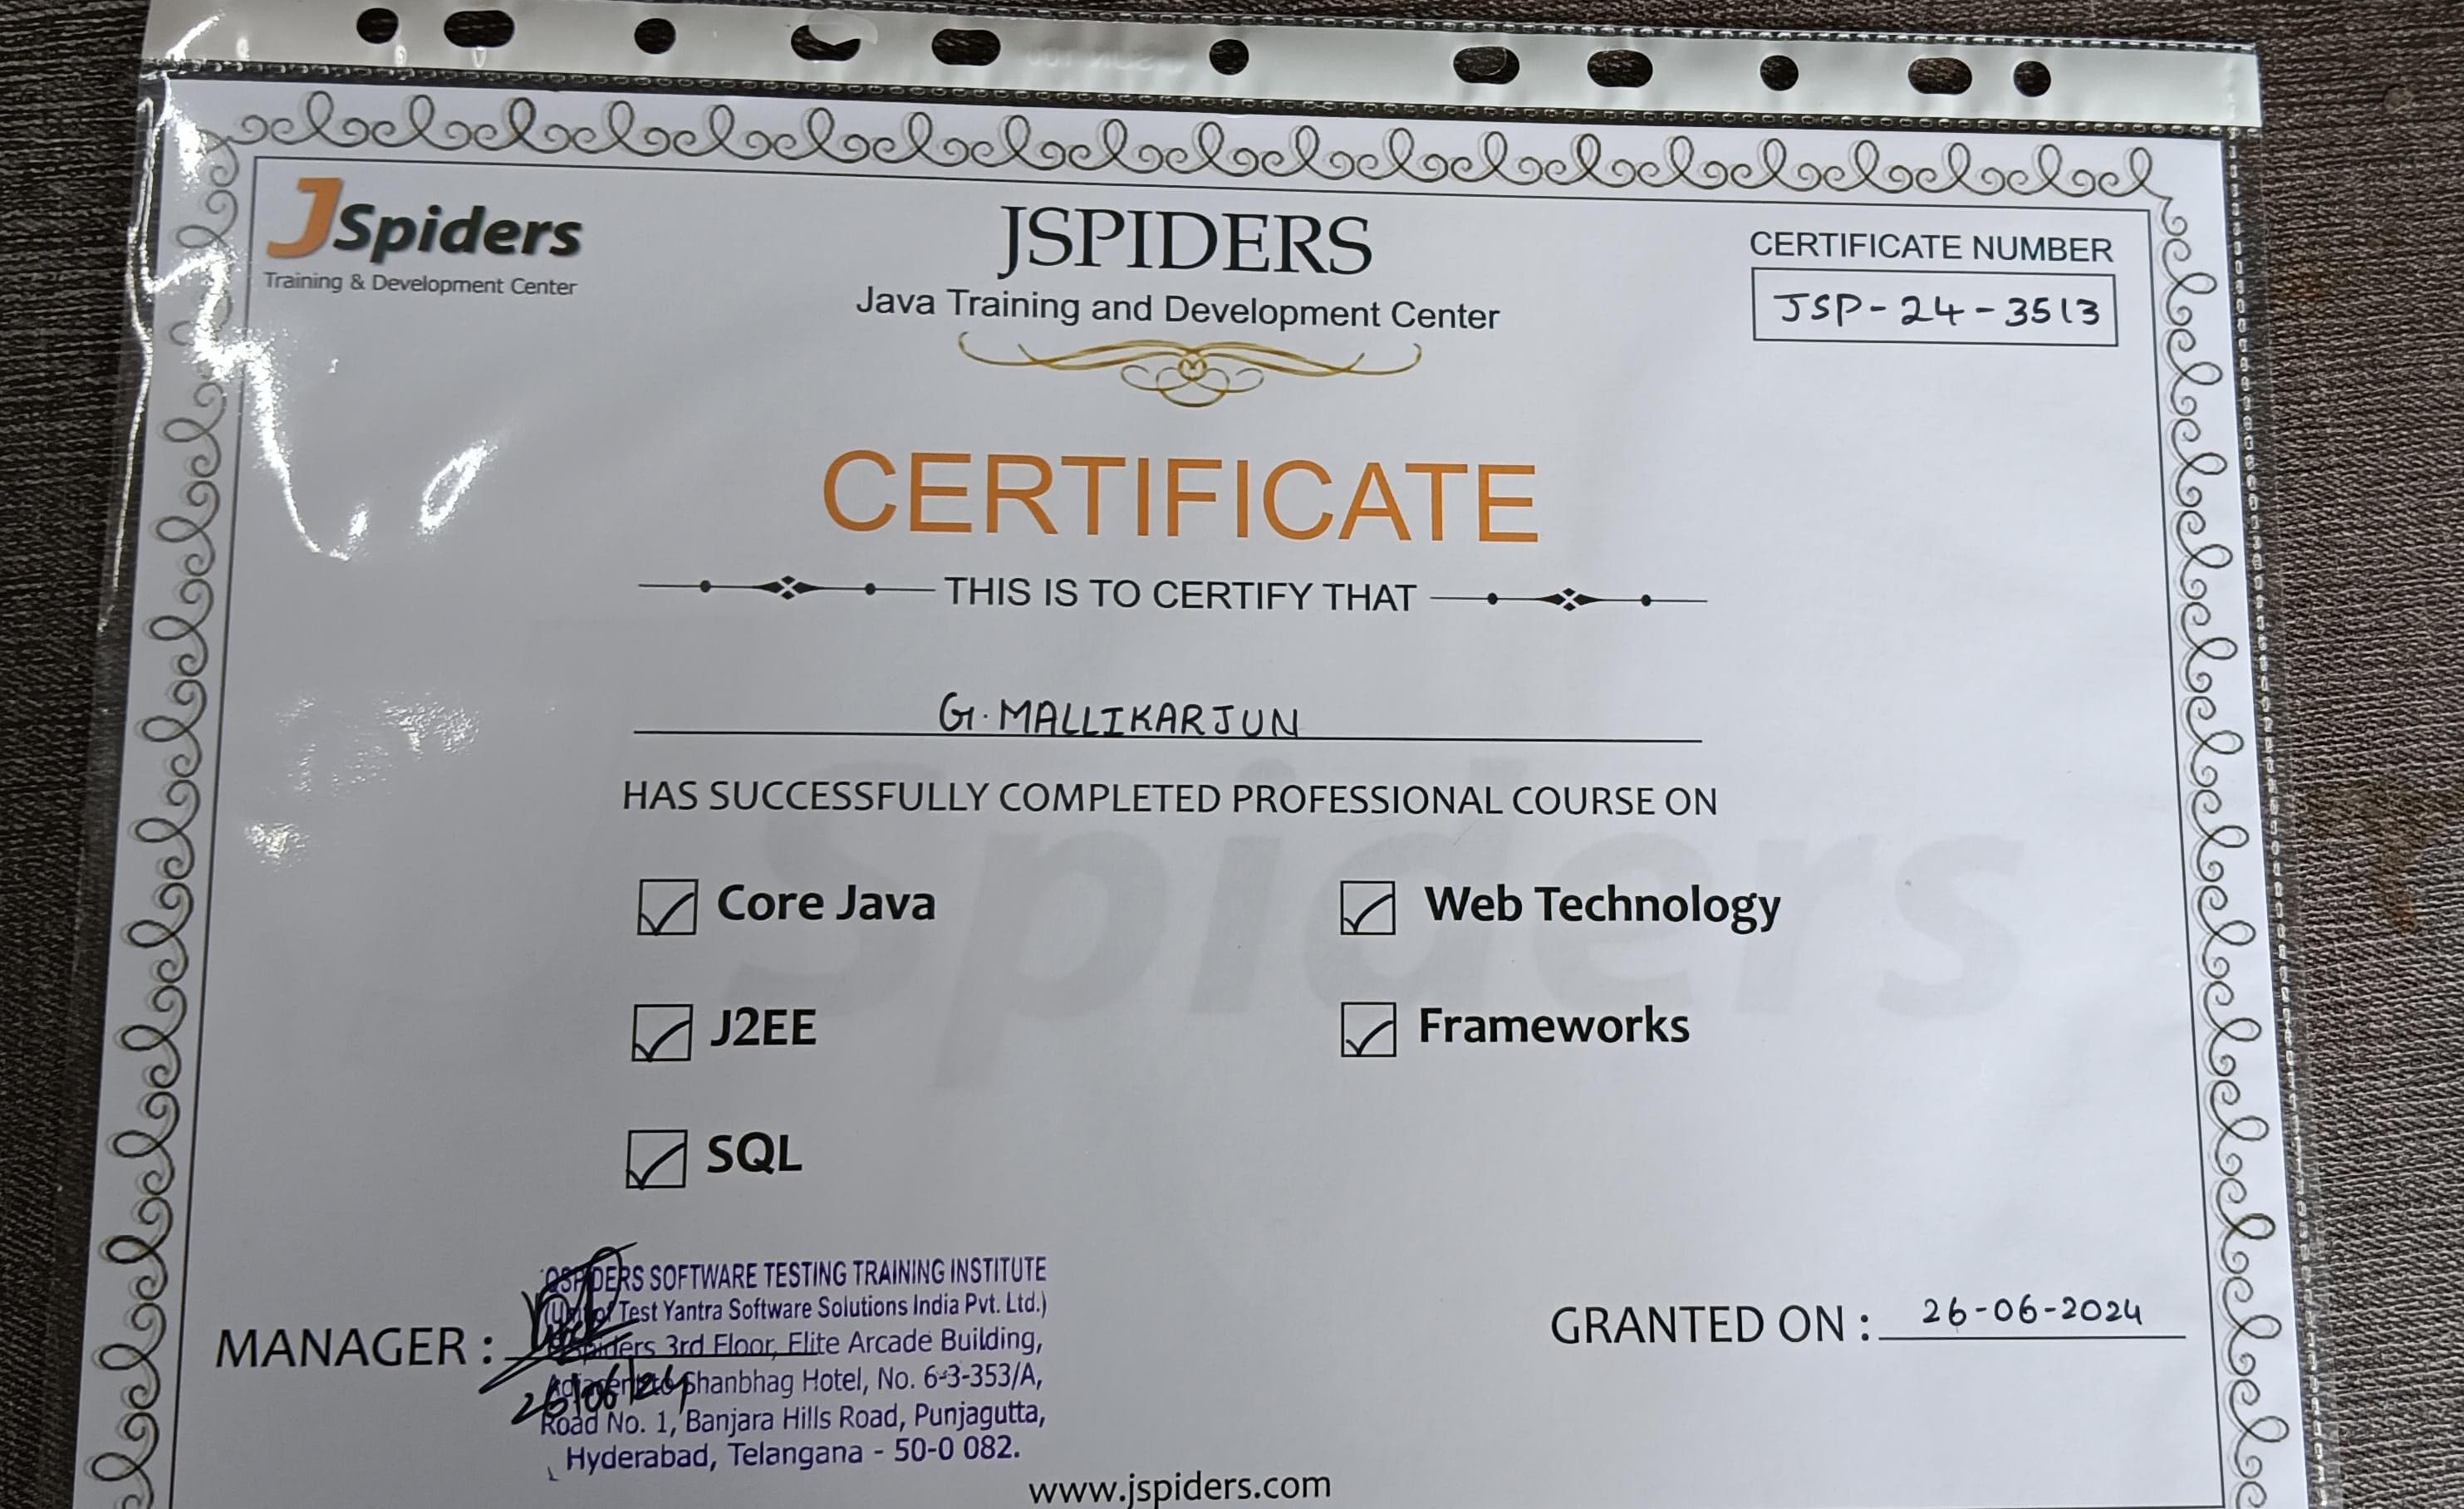 JSpiders
Training & Development Center
JSPIDERS
Java Training and Development Center
CERTIFICATE NUMBER
JSP-24-3513
CERTIFICATE
THIS IS TO CERTIFY THAT
G. MALLIKARJUN
HAS SUCCESSFULLY COMPLETED PROFESSIONAL COURSE ON
Core Java
Web Technology
J2EE
Frameworks
SQL
MANAGER :
QSPIDERS SOFTWARE TESTING TRAINING INSTITUTE
Test Yantra Software Solutions India Pvt. Ltd.)
3rd Floor, Elite Arcade Building,
Adjacent to Shanbhag Hotel, No. 6-3-353/A,
Road No. 1, Banjara Hills Road, Punjagutta,
Hyderabad, Telangana - 50-0 082.
26/06/24
GRANTED ON : 26-06-2024
www.jspiders.com
Spiders